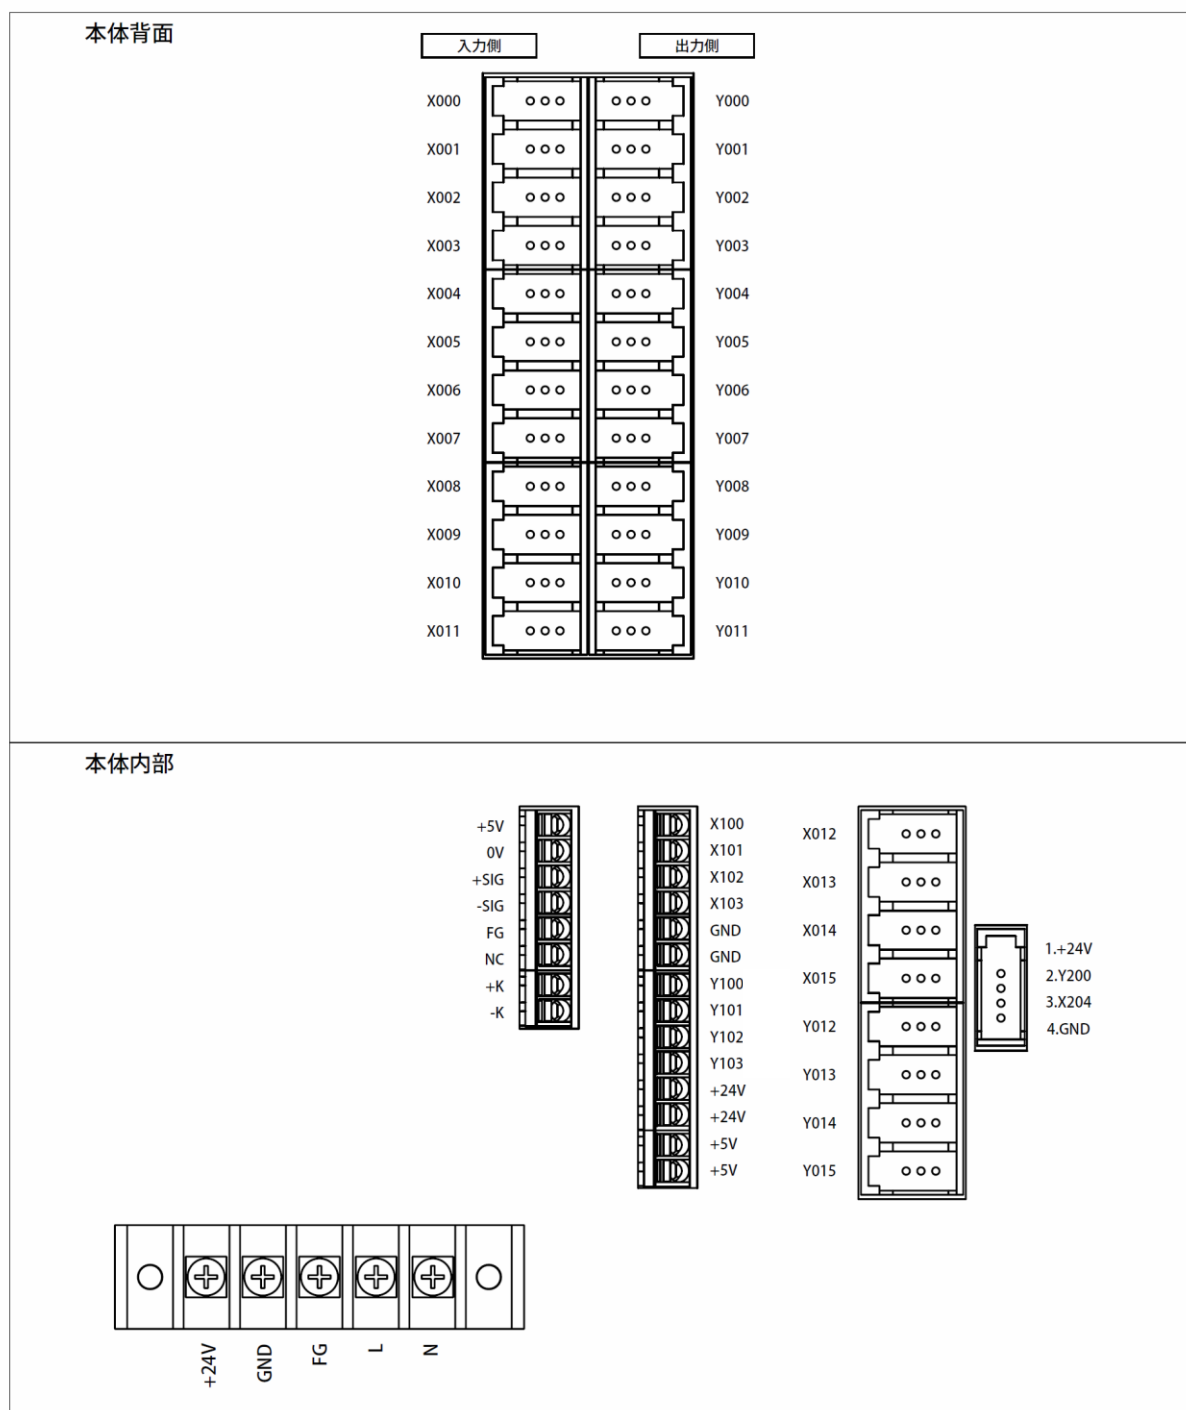 本体背面
入力側 出力側
X000 Y000
X001 Y001
X002 Y002
X003 Y003
X004 Y004
X005 Y005
X006 Y006
X007 Y007
X008 Y008
X009 Y009
X010 Y010
X011 Y011
本体内部
+5V
0V
+SIG
-SIG
FG
NC
+K
-K
X100
X101
X102
X103
GND
GND
Y100
Y101
Y102
Y103
+24V
+24V
+5V
+5V
X012
X013
X014
X015
Y012
Y013
Y014
Y015
1.+24V
2.Y200
3.X204
4.GND
+24V
GND
FG
L
N